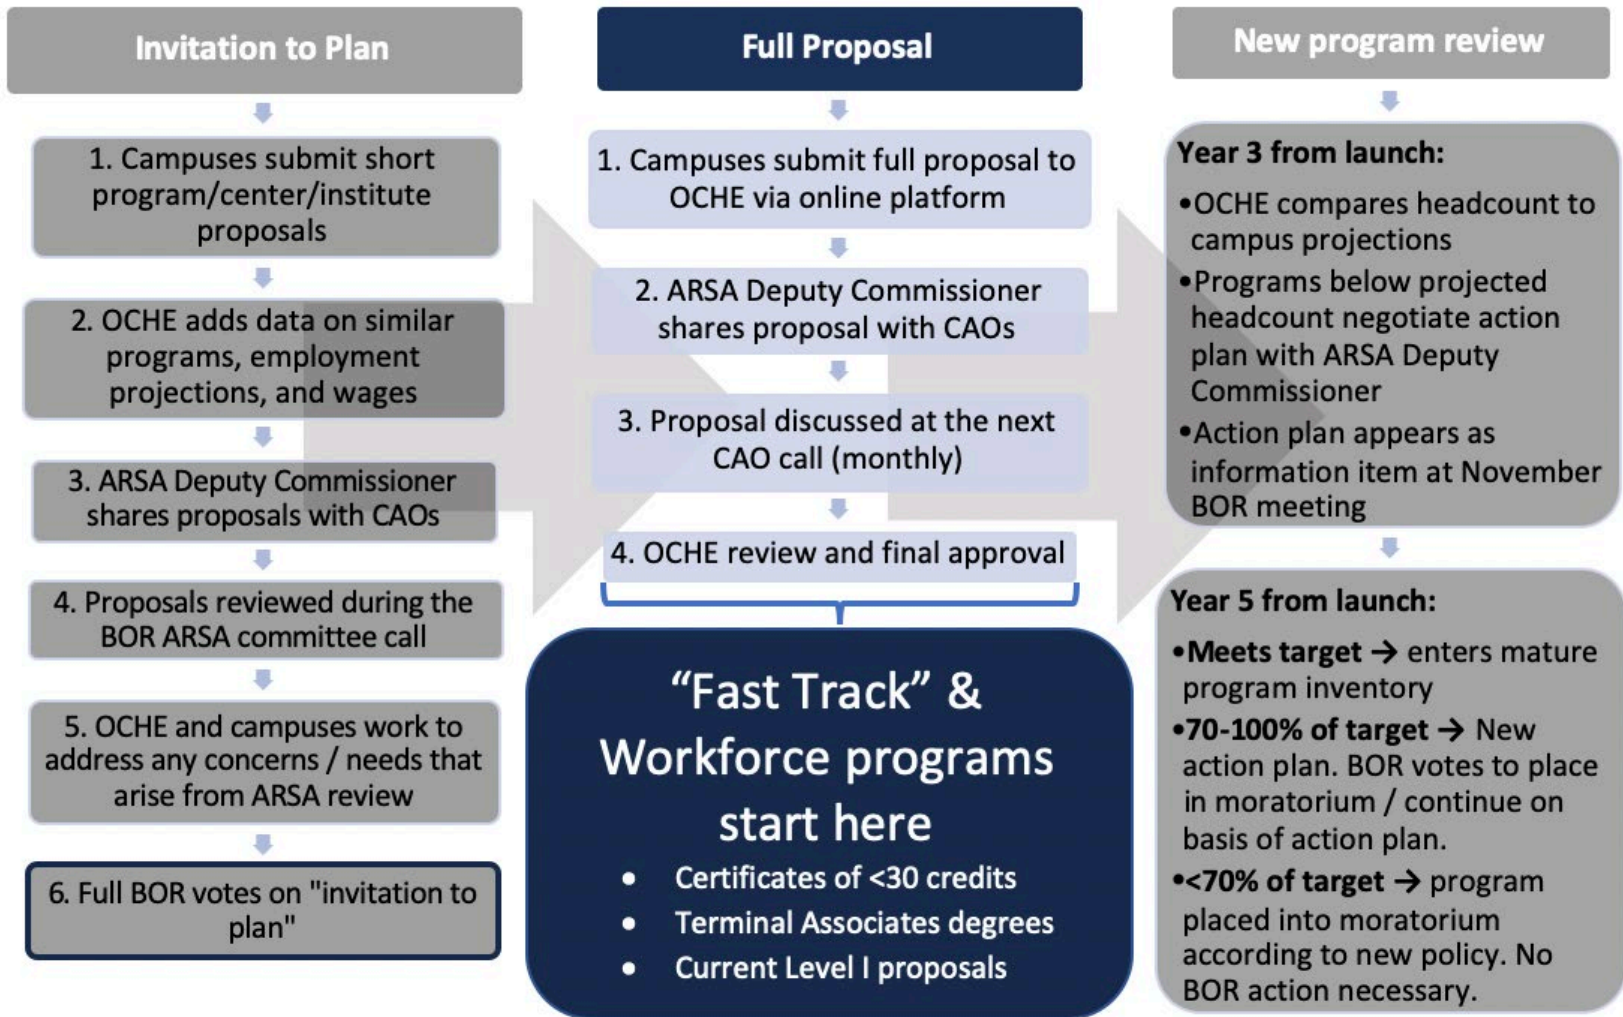 Invitation to Plan
1. Campuses submit short
program/center/institute
proposals
2. OCHE adds data on similar
programs, employment
projections, and wages
3. ARSA Deputy Commissioner
shares proposals with CAOs
4. Proposals reviewed during the
BOR ARSA committee call
5. OCHE and campuses work to
address any concerns / needs that
arise from ARSA review
6. Full BOR votes on "invitation to
plan"
Full Proposal
1. Campuses submit full proposal to
OCHE via online platform
2. ARSA Deputy Commissioner
shares proposal with CAOs
3. Proposal discussed at the next
CAO call (monthly)
4. OCHE review and final approval
“Fast Track” &
Workforce programs
start here
• Certificates of <30 credits
• Terminal Associates degrees
• Current Level I proposals
New program review
Year 3 from launch:
•OCHE compares headcount to
campus projections
•Programs below projected
headcount negotiate action
plan with ARSA Deputy
Commissioner
•Action plan appears as
information item at November
BOR meeting
Year 5 from launch:
•Meets target → enters mature
program inventory
•70-100% of target → New
action plan. BOR votes to place
in moratorium / continue on
basis of action plan.
•<70% of target → program
placed into moratorium
according to new policy. No
BOR action necessary.